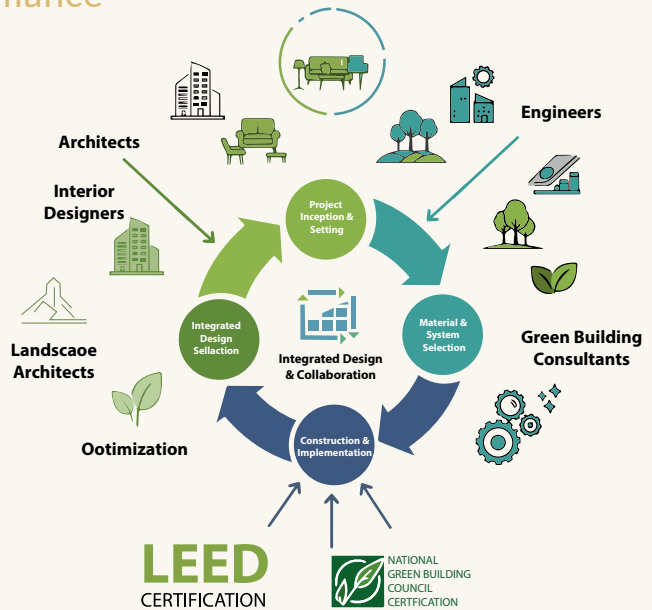 Architects
Engineers
Interior
Designers
Project
Inception &
Setting
Integrated
Design
Sellaction
Integrated Design
& Collaboration
Material &
System
Selection
Landscaoe
Architects
Green Building
Consultants
Ootimization
Construction &
Implementation
LEED
CERTIFICATION
NATIONAL
GREEN BUILDING
COUNCIL
CERTFICATION